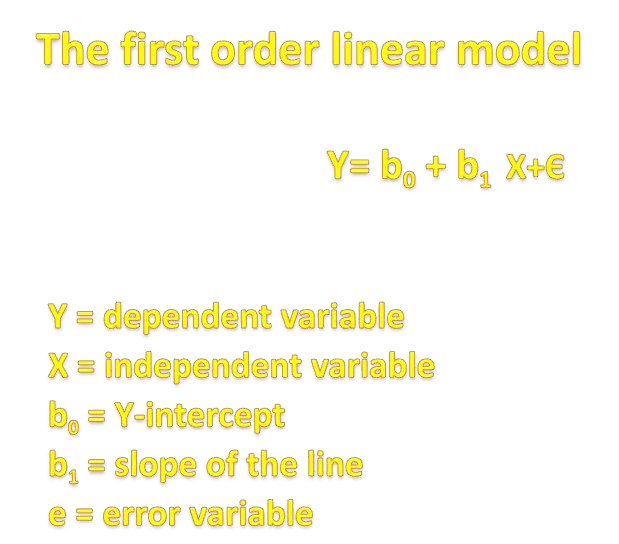 The first order linear model
Y= b₀ + b₁ X+Є
Y = dependent variable
X = independent variable
b₀ = Y-intercept
b₁ = slope of the line
e = error variable